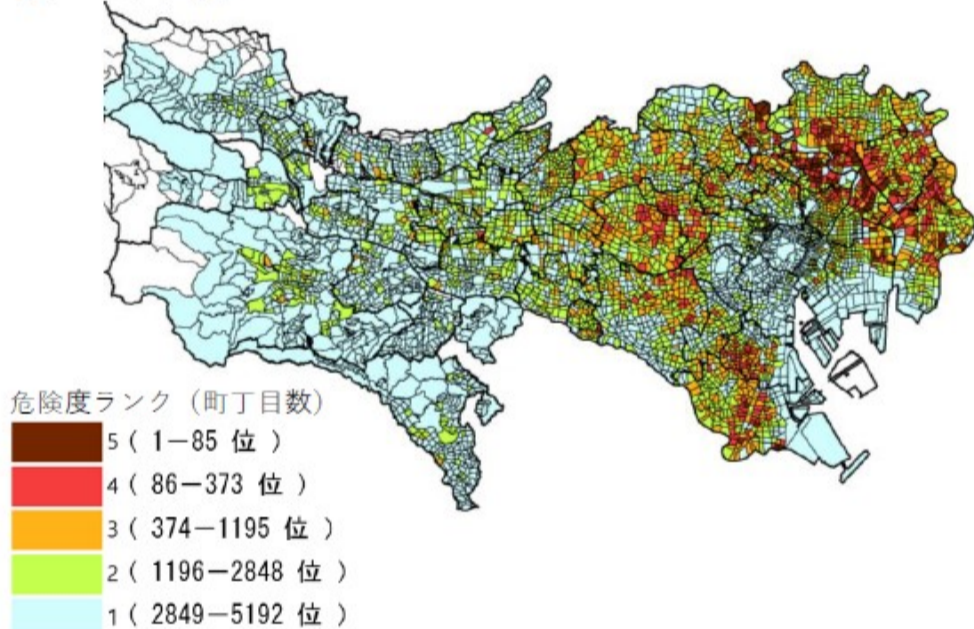 危険度ランク（町丁目数）
5（ 1－85 位 ）
4（ 86－373 位 ）
3（ 374－1195 位 ）
2（ 1196－2848 位 ）
1（ 2849－5192 位 ）